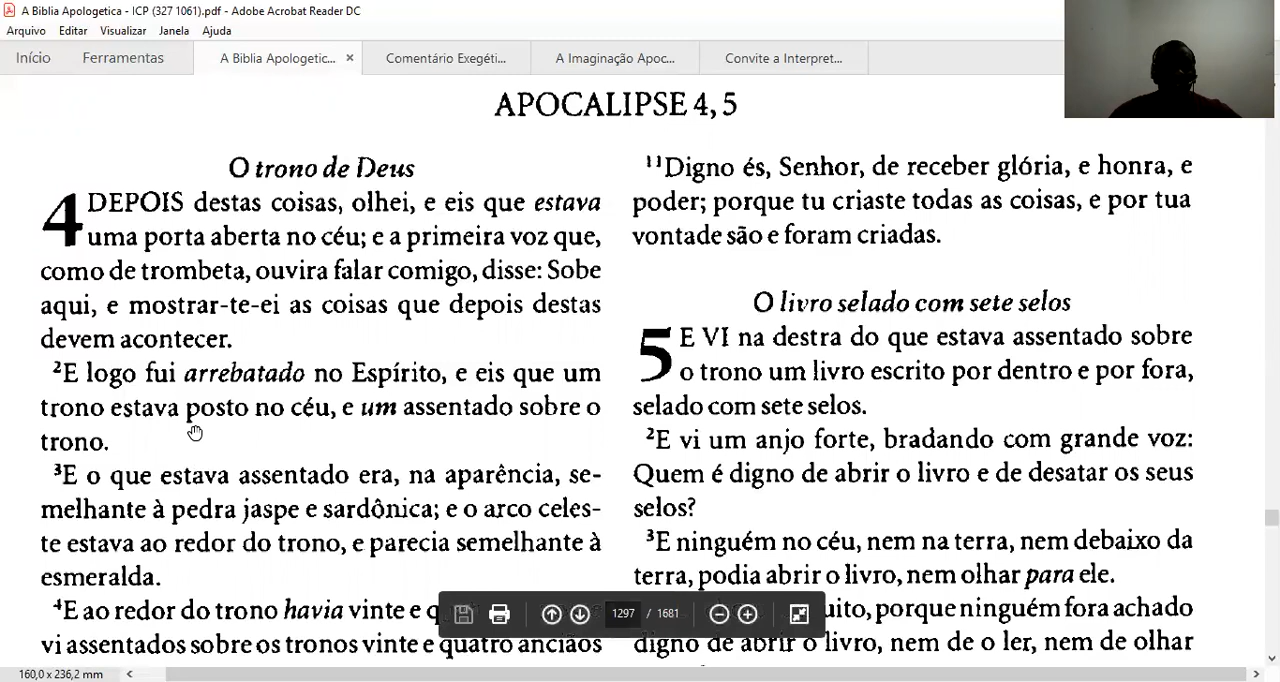 A Biblia Apologetica - ICP (327 1061).pdf - Adobe Acrobat Reader DC
Arquivo Editar Visualizar Janela Ajuda
Início Ferramentas A Biblia Apologetic... × Comentário Exegéti... A Imaginação Apoc... Convite a Interpret...
APOCALIPSE 4, 5
O trono de Deus
4 DEPOIS destas coisas, olhei, e eis que estava
uma porta aberta no céu; e a primeira voz que,
como de trombeta, ouvira falar comigo, disse: Sobe
aqui, e mostrar-te-ei as coisas que depois destas
devem acontecer.
²E logo fui arrebatado no Espírito, e eis que um
trono estava posto no céu, e um assentado sobre o
trono.
³E o que estava assentado era, na aparência, se-
melhante à pedra jaspe e sardônica; e o arco celes-
te estava ao redor do trono, e parecia semelhante à
esmeralda.
⁴E ao redor do trono havia vinte e
vi assentados sobre os tronos vinte e quatro anciãos
¹¹Digno és, Senhor, de receber glória, e honra, e
poder; porque tu criaste todas as coisas, e por tua
vontade são e foram criadas.
O livro selado com sete selos
5 E VI na destra do que estava assentado sobre
o trono um livro escrito por dentro e por fora,
selado com sete selos.
²E vi um anjo forte, bradando com grande voz:
Quem é digno de abrir o livro e de desatar os seus
selos?
³E ninguém no céu, nem na terra, nem debaixo da
terra, podia abrir o livro, nem olhar para ele.
porque ninguém fora achado
digno de abrir o livro, nem de o ler, nem de olhar
1297 / 1681
160,0 x 236,2 mm